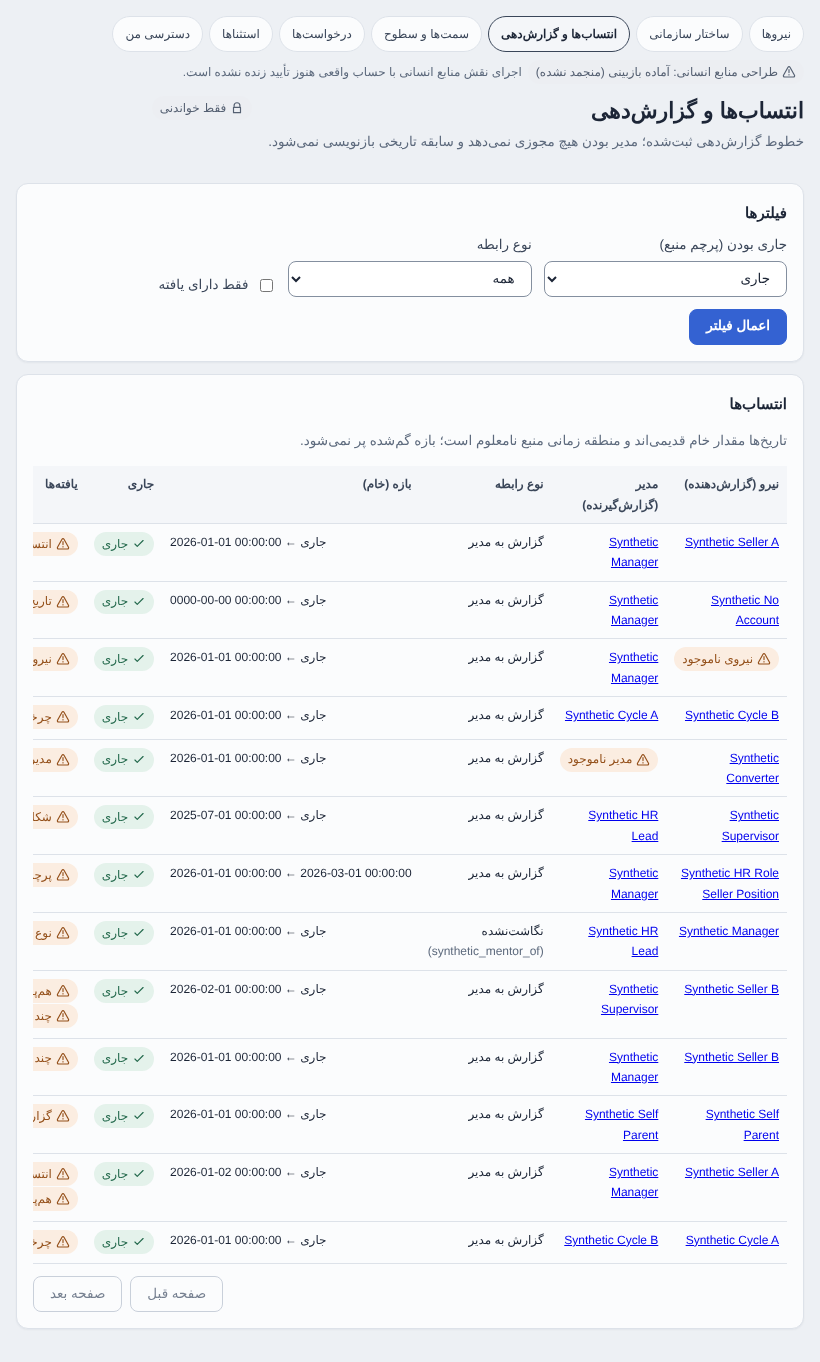 نیروها
ساختار سازمانی
انتساب‌ها و گزارش‌دهی
سمت‌ها و سطوح
درخواست‌ها
استثناها
دسترسی من
طراحی منابع انسانی: آماده بازبینی (منجمد نشده) اجرای نقش منابع انسانی با حساب واقعی هنوز تأیید زنده نشده است.
انتساب‌ها و گزارش‌دهی
فقط خواندنی
خطوط گزارش‌دهی ثبت‌شده؛ مدیر بودن هیچ مجوزی نمی‌دهد و سابقه تاریخی بازنویسی نمی‌شود.
فیلترها
جاری بودن (پرچم منبع)
نوع رابطه
جاری
همه
فقط دارای یافته
اعمال فیلتر
انتساب‌ها
تاریخ‌ها مقدار خام قدیمی‌اند و منطقه زمانی منبع نامعلوم است؛ بازه گم‌شده پر نمی‌شود.
نیرو (گزارش‌دهنده) مدیر (گزارش‌گیرنده) نوع رابطه بازه (خام) جاری یافته‌ها
Synthetic Seller A Synthetic Manager گزارش به مدیر 2026-01-01 00:00:00 ← جاری جاری
Synthetic No Account Synthetic Manager گزارش به مدیر 0000-00-00 00:00:00 ← جاری جاری
نیروی ناموجود Synthetic Manager گزارش به مدیر 2026-01-01 00:00:00 ← جاری جاری
Synthetic Cycle B Synthetic Cycle A گزارش به مدیر 2026-01-01 00:00:00 ← جاری جاری
Synthetic Converter مدیر ناموجود گزارش به مدیر 2026-01-01 00:00:00 ← جاری جاری
Synthetic Supervisor Synthetic HR Lead گزارش به مدیر 2025-07-01 00:00:00 ← جاری جاری
Synthetic HR Role Seller Position Synthetic Manager گزارش به مدیر 2026-01-01 00:00:00 ← 2026-03-01 00:00:00 جاری
Synthetic Manager Synthetic HR Lead نگاشت‌نشده (synthetic_mentor_of) 2026-01-01 00:00:00 ← جاری جاری نوع
Synthetic Seller B Synthetic Supervisor گزارش به مدیر 2026-02-01 00:00:00 ← جاری جاری چند
Synthetic Seller B Synthetic Manager گزارش به مدیر 2026-01-01 00:00:00 ← جاری جاری چند
Synthetic Self Parent Synthetic Self Parent گزارش به مدیر 2026-01-01 00:00:00 ← جاری جاری
Synthetic Seller A Synthetic Manager گزارش به مدیر 2026-01-02 00:00:00 ← جاری جاری
Synthetic Cycle A Synthetic Cycle B گزارش به مدیر 2026-01-01 00:00:00 ← جاری جاری
صفحه قبل
صفحه بعد